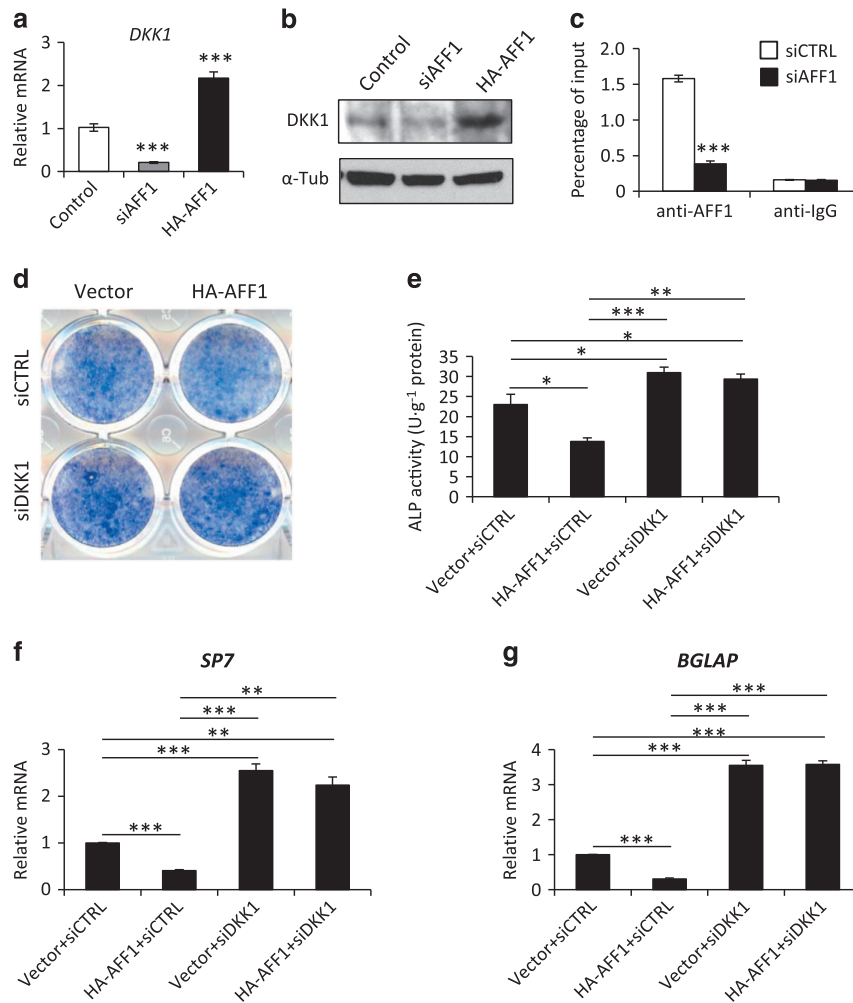 a
DKK1
Relative mRNA
3
2
1
0
***
***
Control
siAFF1
HA-AFF1
b
Control
siAFF1
HA-AFF1
DKK1
α-Tub
c
Percentage of input
2.0
1.5
1.0
0.5
0
siCTRL
siAFF1
***
anti-AFF1
anti-IgG
d
Vector
HA-AFF1
siCTRL
siDKK1
e
ALP activity (U·g⁻¹ protein)
35
30
25
20
15
10
5
0
**
***
*
*
*
Vector+siCTRL
HA-AFF1+siCTRL
Vector+siDKK1
HA-AFF1+siDKK1
f
SP7
Relative mRNA
3
2
1
0
**
***
**
***
***
Vector+siCTRL
HA-AFF1+siCTRL
Vector+siDKK1
HA-AFF1+siDKK1
g
BGLAP
Relative mRNA
4
3
2
1
0
***
***
***
***
***
Vector+siCTRL
HA-AFF1+siCTRL
Vector+siDKK1
HA-AFF1+siDKK1